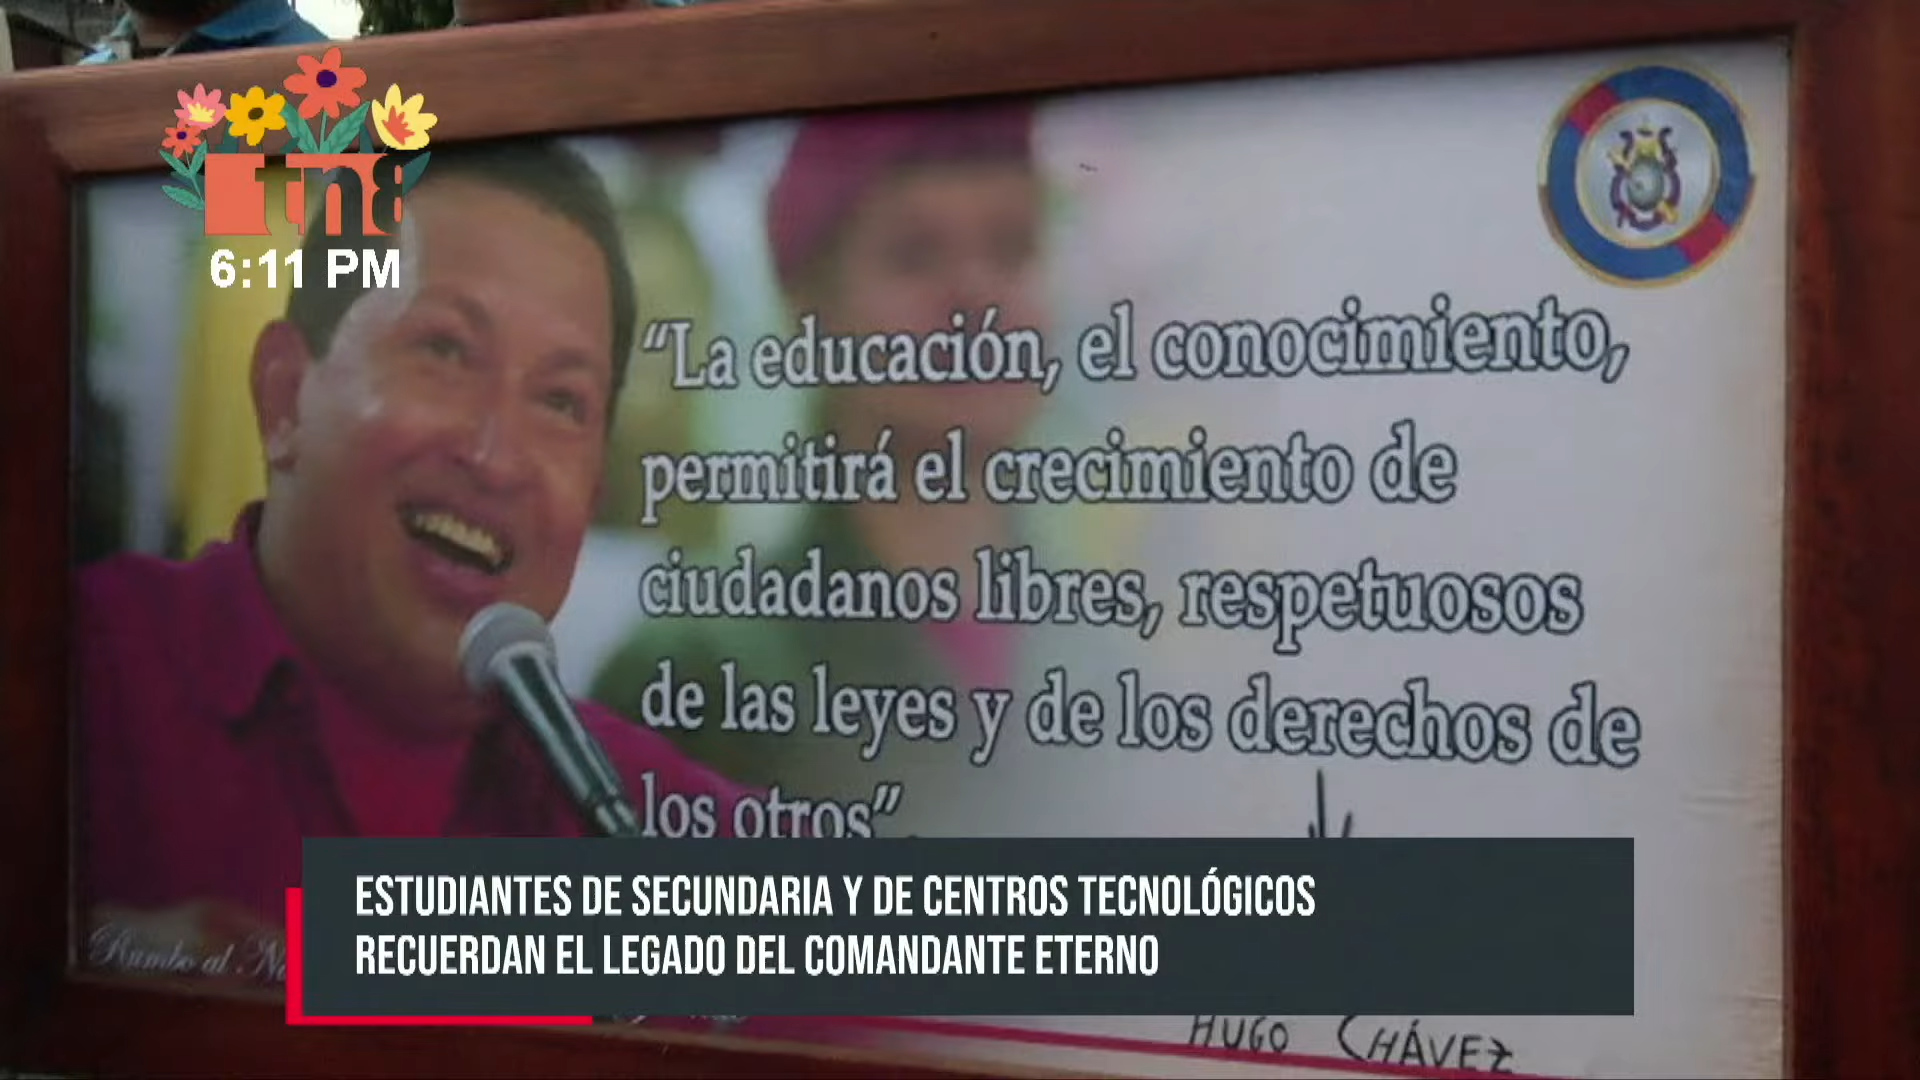 tn8
6:11 PM
“La educación, el conocimiento,
permitirá el crecimiento de
ciudadanos libres, respetuosos
de las leyes y de los derechos de
los otros”
ESTUDIANTES DE SECUNDARIA Y DE CENTROS TECNOLÓGICOS
RECUERDAN EL LEGADO DEL COMANDANTE ETERNO
Rumbo al
HUGO CHÁVEZ